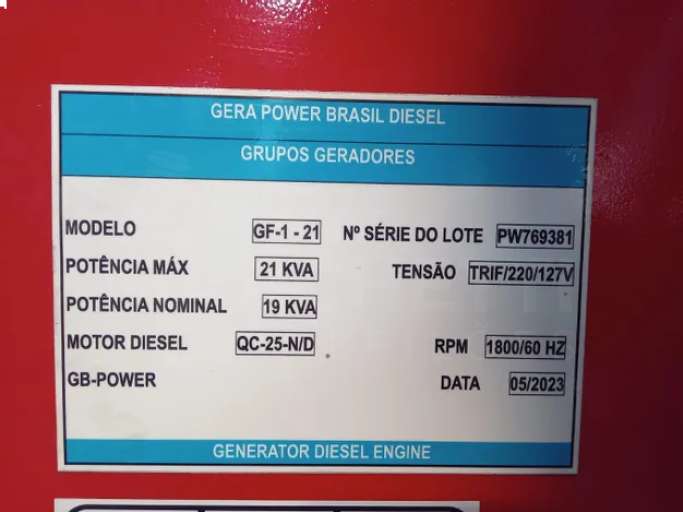 GERA POWER BRASIL DIESEL
GRUPOS GERADORES
MODELO GF-1 - 21 Nº SÉRIE DO LOTE PW769381
POTÊNCIA MÁX 21 KVA TENSÃO TRIF/220/127V
POTÊNCIA NOMINAL 19 KVA
MOTOR DIESEL QC-25-N/D RPM 1800/60 HZ
GB-POWER DATA 05/2023
GENERATOR DIESEL ENGINE